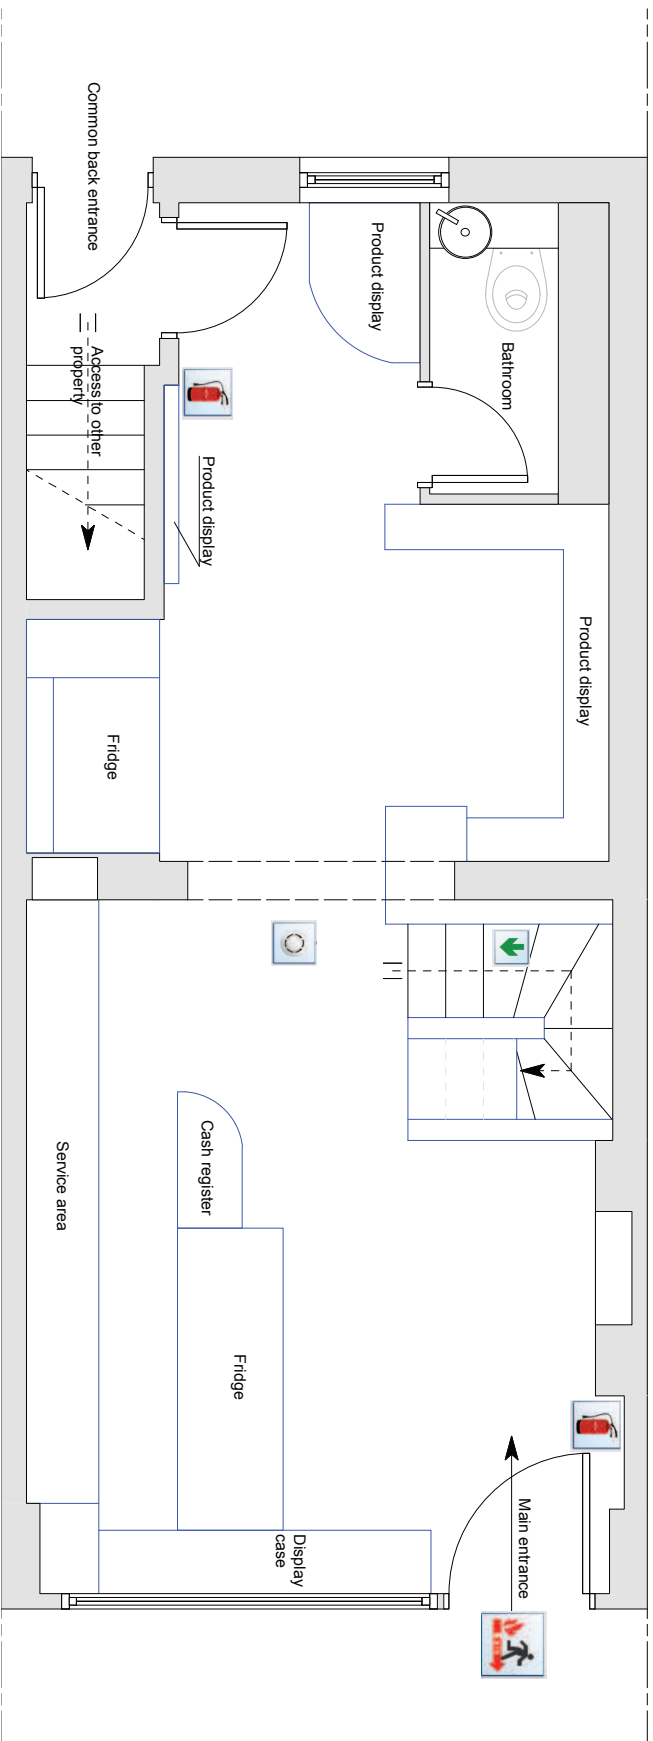 Common back entrance
Access to other
property
Product display
Product display
Bathroom
Product display
Fridge
Service area
Cash register
Fridge
Display
case
Main entrance